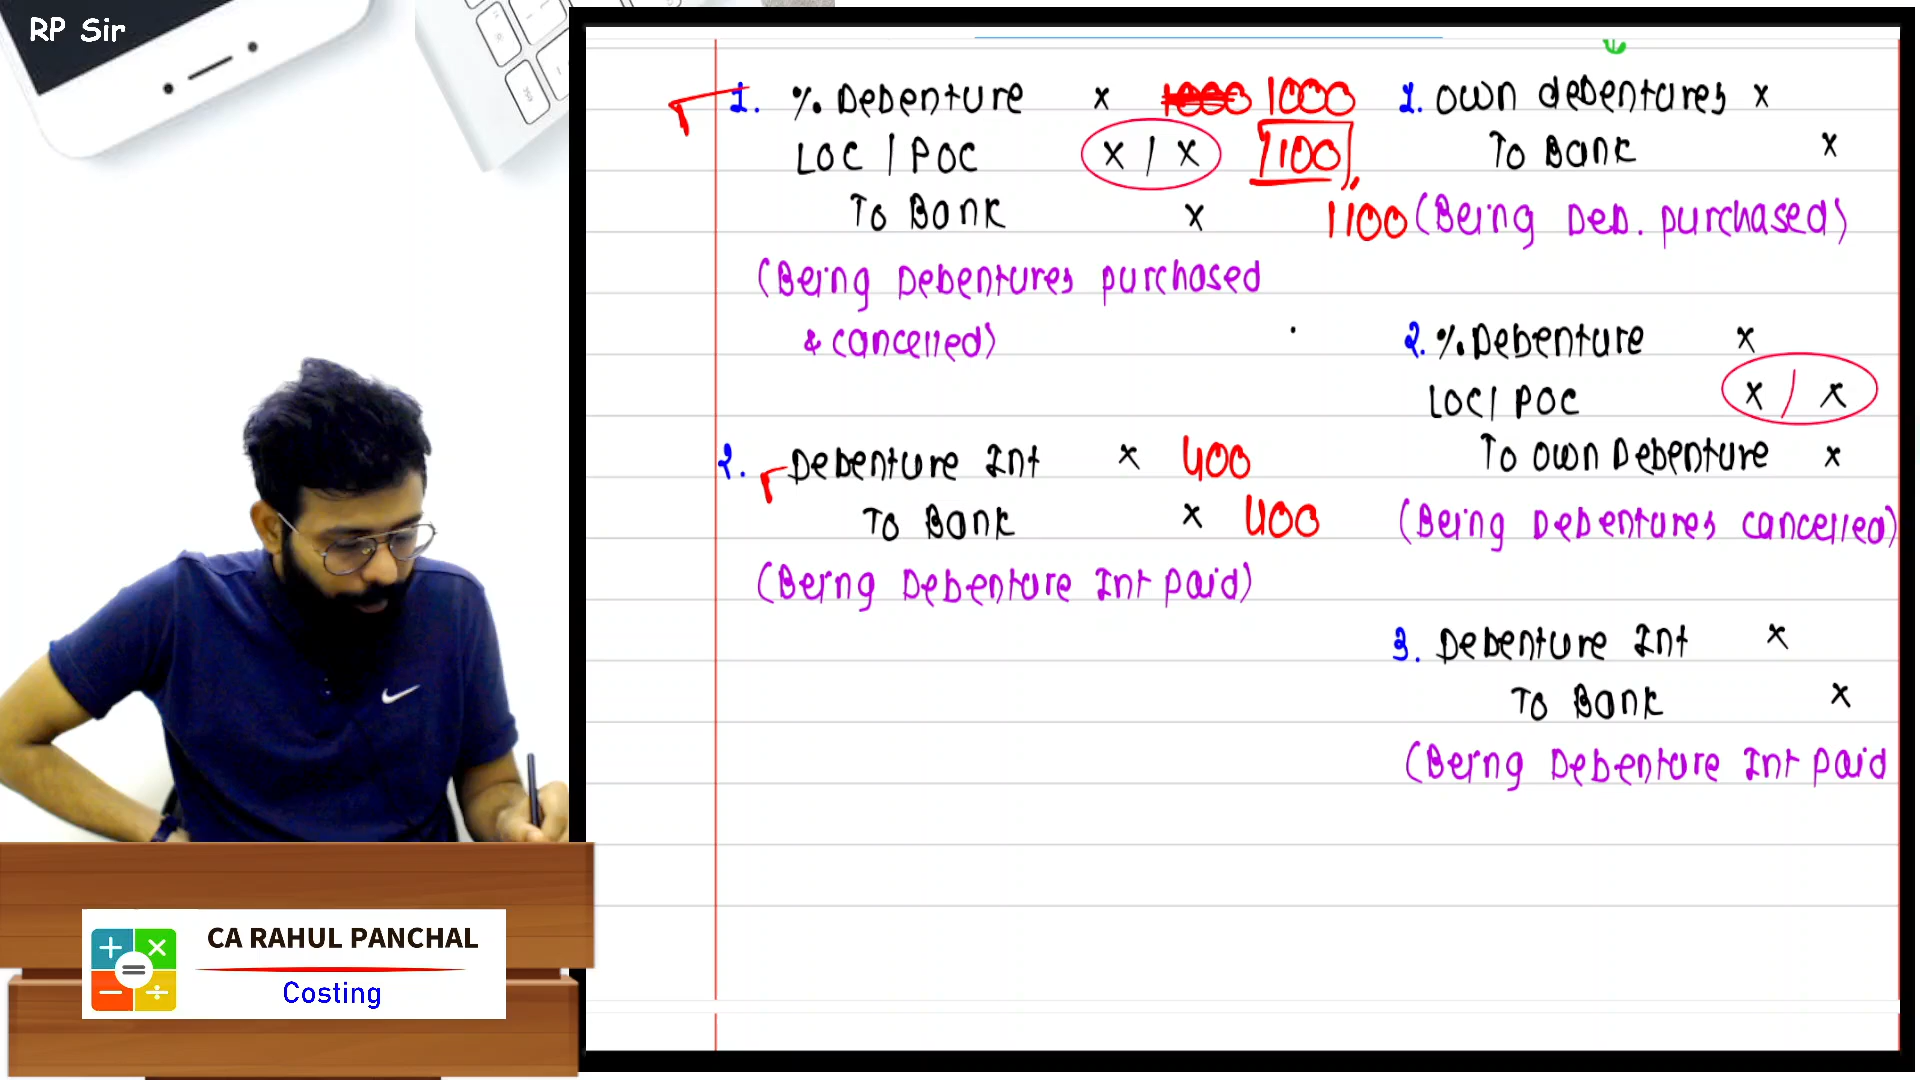 RP Sir
1. % Debenture x 1000 1000
LOC / POC x / x 1100
To Bank x 1100
(Being Debentures purchased
& cancelled)
2. Debenture Int x 400
To Bank x 400
(Being Debenture Int paid)
1. Own debentures x
To Bank x
(Being Deb. purchased)
2. % Debenture x
LOC / POC x / x
To Own Debenture x
(Being Debentures cancelled)
3. Debenture Int x
To Bank x
(Being Debenture Int paid
CA RAHUL PANCHAL
Costing